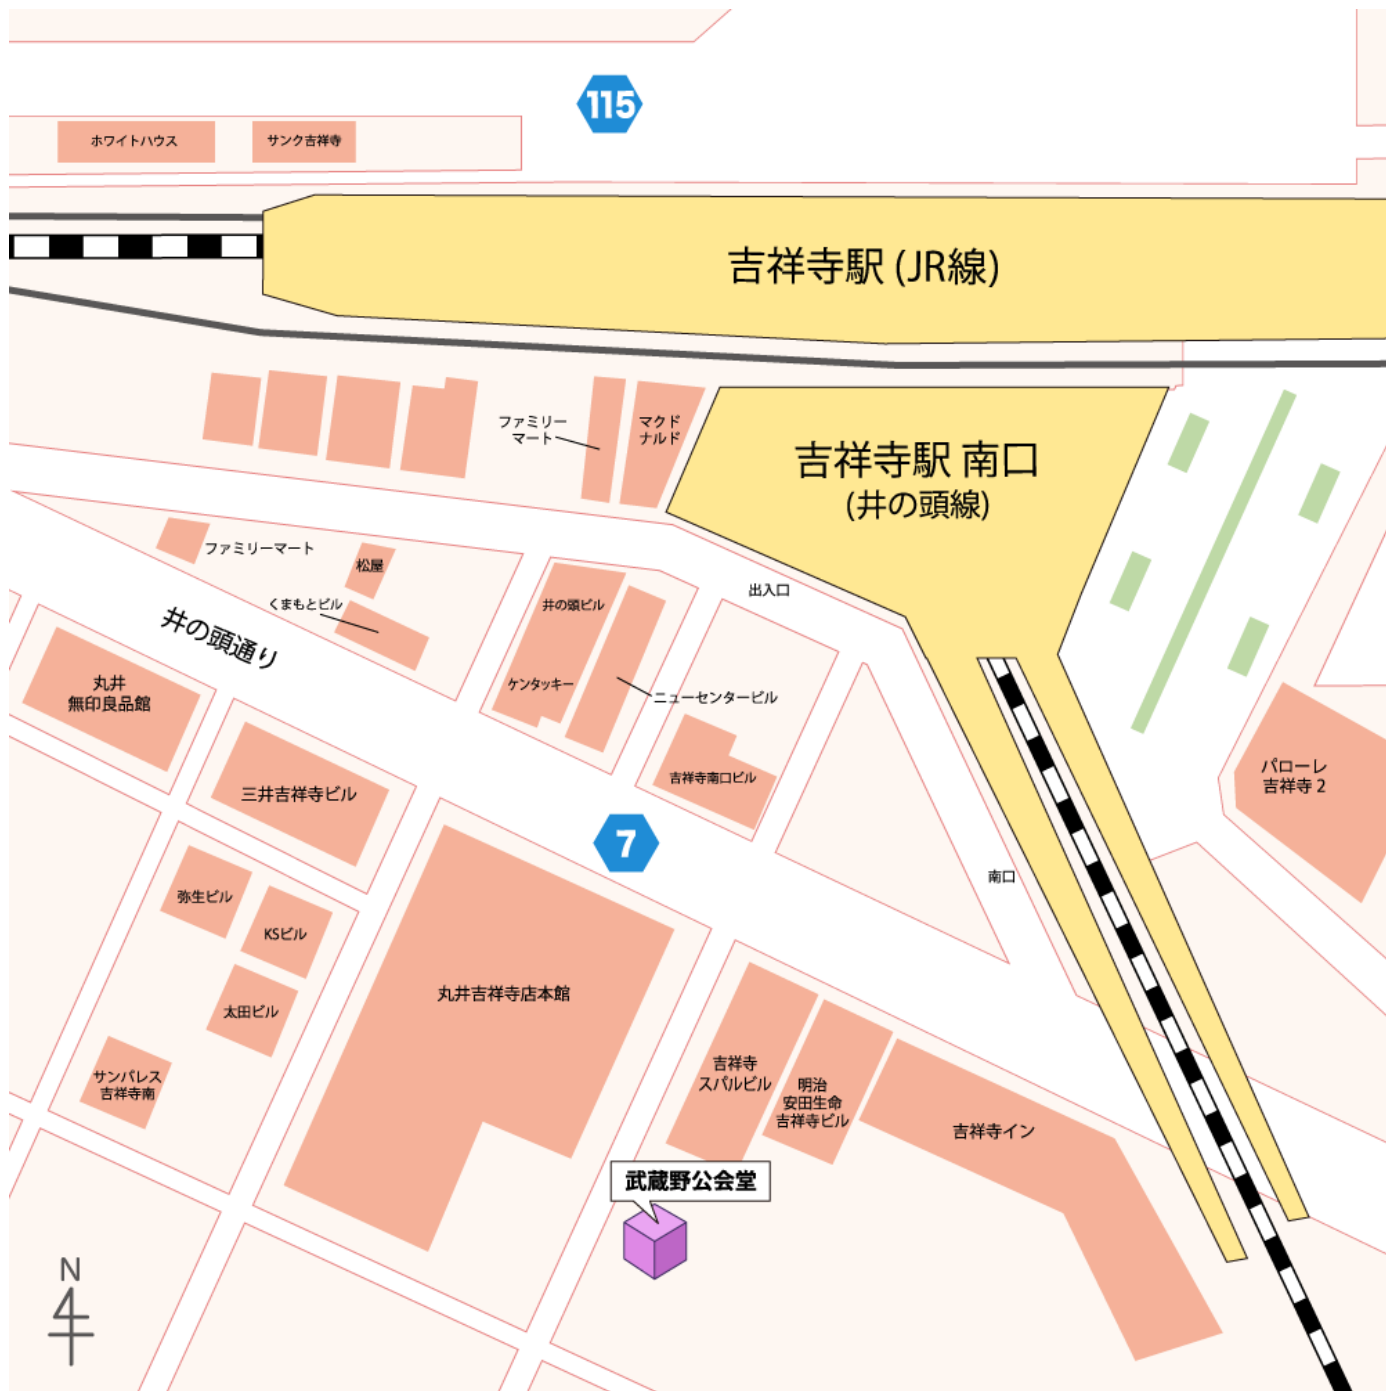 115
ホワイトハウス
サンク吉祥寺
吉祥寺駅 (JR線)
ファミリー
マート
マクド
ナルド
吉祥寺駅 南口
(井の頭線)
ファミリーマート
松屋
くまもとビル
井の頭ビル
出入口
井の頭通り
ケンタッキー
ニューセンタービル
丸井
無印良品館
三井吉祥寺ビル
吉祥寺南口ビル
パローレ
吉祥寺 2
7
南口
弥生ビル
KSビル
太田ビル
丸井吉祥寺店本館
サンパレス
吉祥寺南
吉祥寺
スバルビル
明治
安田生命
吉祥寺ビル
吉祥寺イン
武蔵野公会堂
N